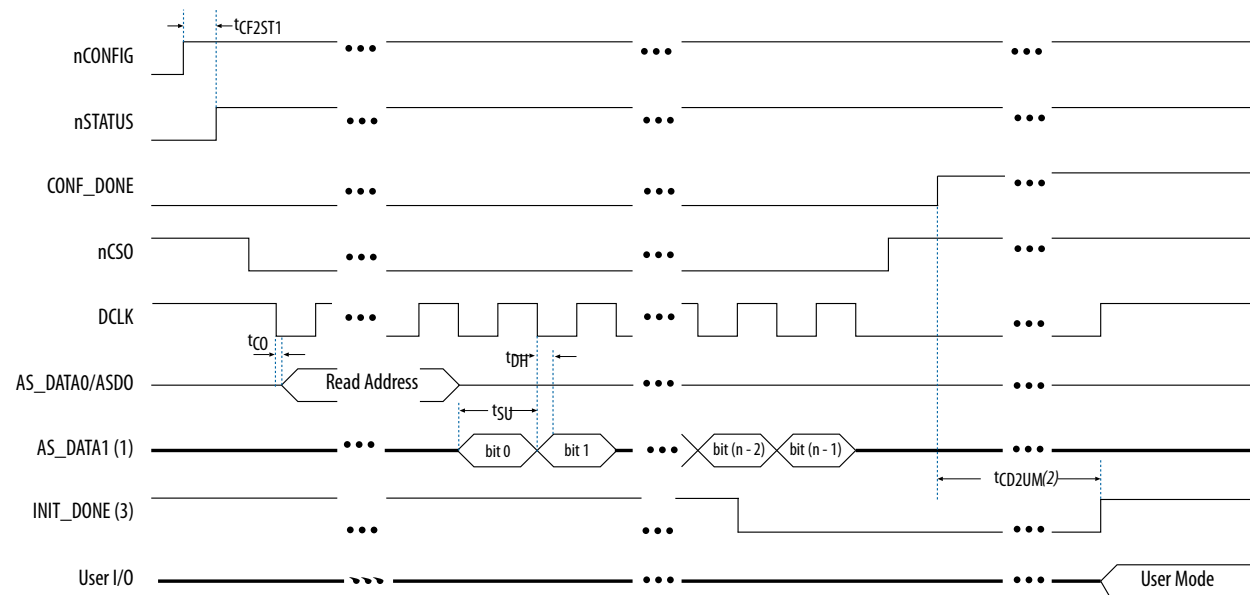 tCF2ST1
nCONFIG
nSTATUS
CONF_DONE
nCSO
DCLK
tCO
tDH
AS_DATA0/ASDO
Read Address
tSU
AS_DATA1 (1)
bit 0
bit 1
bit (n - 2)
bit (n - 1)
tCD2UM(2)
INIT_DONE (3)
User I/O
User Mode